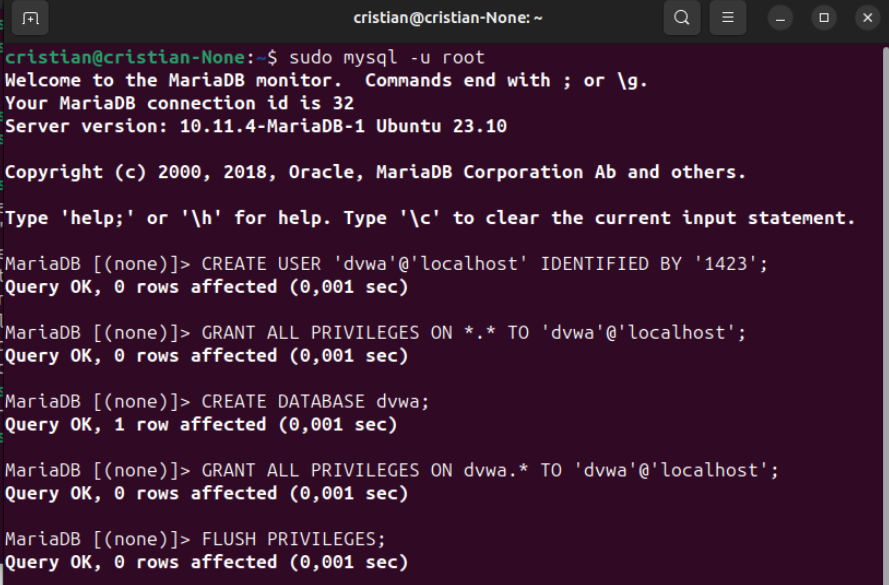 cristian@cristian-None: ~
cristian@cristian-None:~$ sudo mysql -u root
Welcome to the MariaDB monitor.  Commands end with ; or \g.
Your MariaDB connection id is 32
Server version: 10.11.4-MariaDB-1 Ubuntu 23.10
Copyright (c) 2000, 2018, Oracle, MariaDB Corporation Ab and others.
Type 'help;' or '\h' for help. Type '\c' to clear the current input statement.
MariaDB [(none)]> CREATE USER 'dvwa'@'localhost' IDENTIFIED BY '1423';
Query OK, 0 rows affected (0,001 sec)
MariaDB [(none)]> GRANT ALL PRIVILEGES ON *.* TO 'dvwa'@'localhost';
Query OK, 0 rows affected (0,001 sec)
MariaDB [(none)]> CREATE DATABASE dvwa;
Query OK, 1 row affected (0,001 sec)
MariaDB [(none)]> GRANT ALL PRIVILEGES ON dvwa.* TO 'dvwa'@'localhost';
Query OK, 0 rows affected (0,001 sec)
MariaDB [(none)]> FLUSH PRIVILEGES;
Query OK, 0 rows affected (0,001 sec)